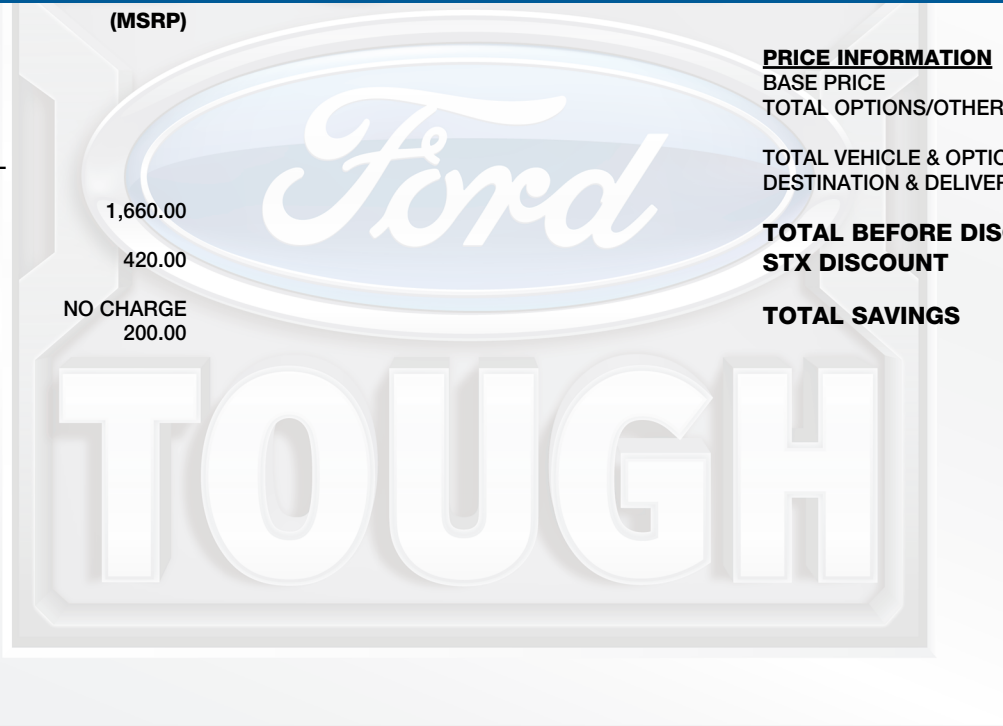 (MSRP)
1,660.00
420.00
NO CHARGE
200.00
PRICE INFORMATION
BASE PRICE
TOTAL OPTIONS/OTHER
TOTAL VEHICLE & OPTIO
DESTINATION & DELIVER
TOTAL BEFORE DIS
STX DISCOUNT
TOTAL SAVINGS
Ford
TOUGH